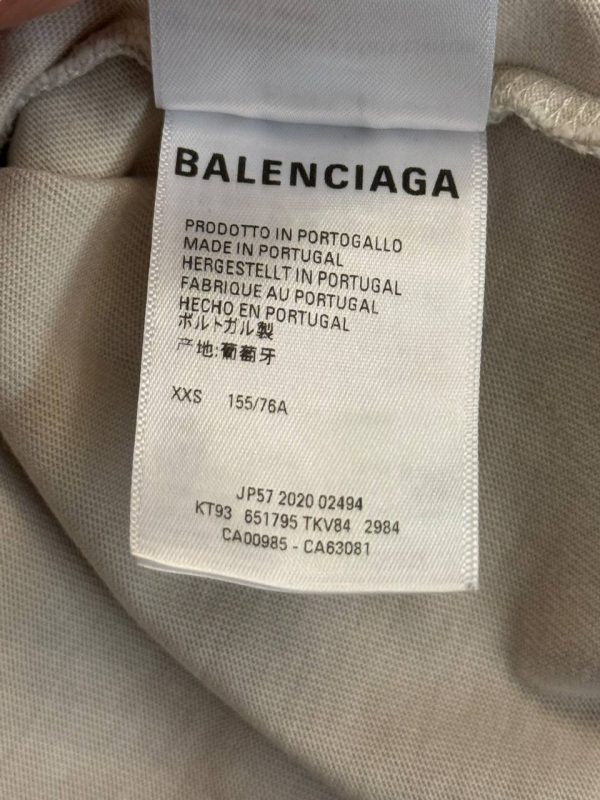 BALENCIAGA
PRODOTTO IN PORTOGALLO
MADE IN PORTUGAL
HERGESTELLT IN PORTUGAL
FABRIQUE AU PORTUGAL
HECHO EN PORTUGAL
ポルトガル製
产地:葡萄牙
XXS 155/76A
JP57 2020 02494
KT93 651795 TKV84 2984
CA00985 - CA63081